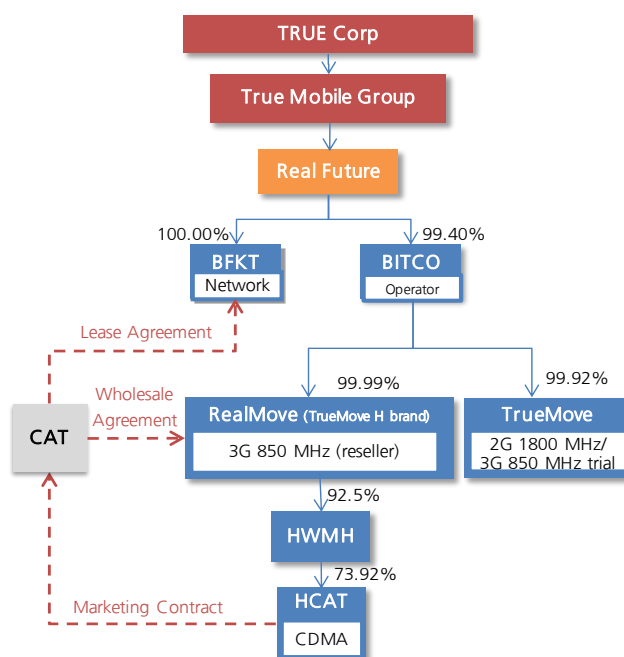 TRUE Corp
True Mobile Group
Real Future
100.00%
99.40%
BFKT
Network
BITCO
Operator
Lease Agreement
Wholesale
Agreement
99.99%
99.92%
CAT
RealMove (TrueMove H brand)
3G 850 MHz (reseller)
TrueMove
2G 1800 MHz/
3G 850 MHz trial
92.5%
HWMH
73.92%
Marketing Contract
HCAT
CDMA